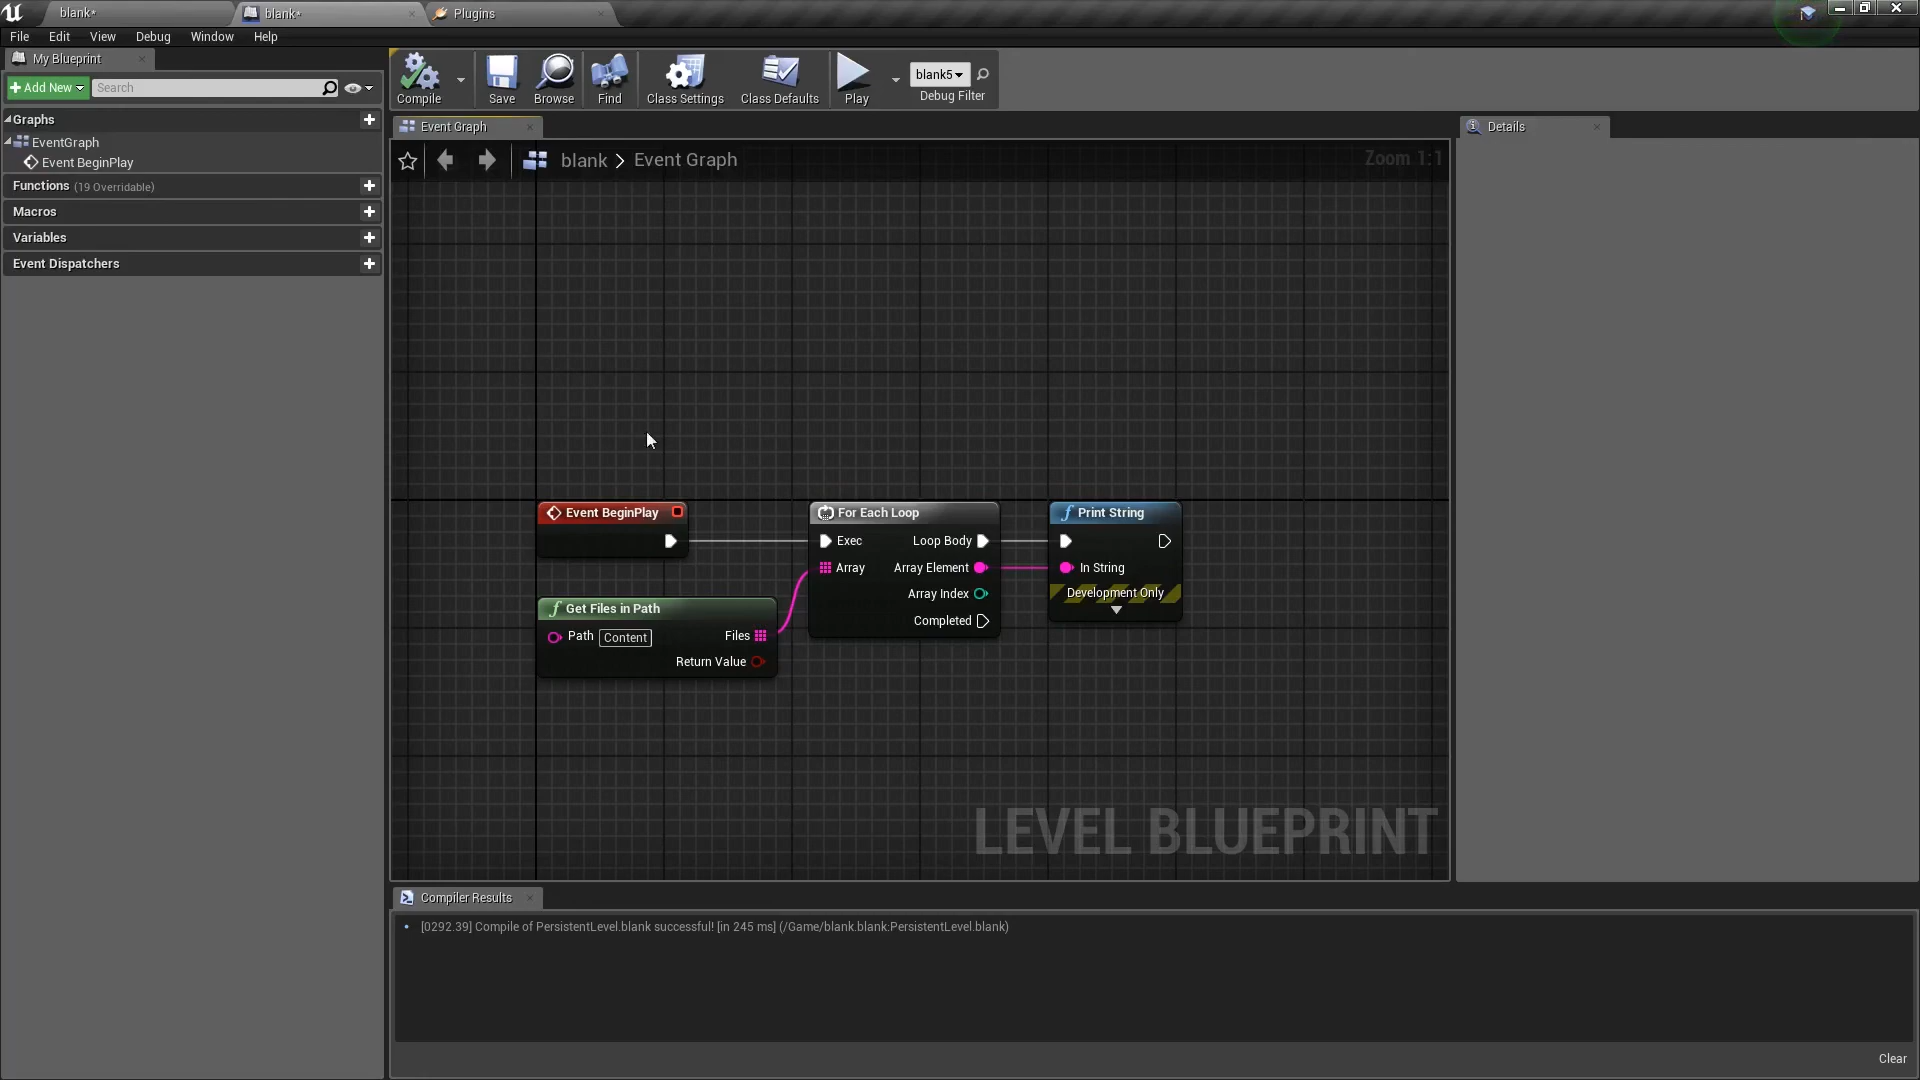 blank*
blank*
Plugins
File Edit View Debug Window Help
My Blueprint
Add New
Search
Graphs
EventGraph
Event BeginPlay
Functions (19 Overridable)
Macros
Variables
Event Dispatchers
Compile
Save
Browse
Find
Class Settings
Class Defaults
Play
blank5
Debug Filter
Event Graph
blank > Event Graph
Zoom 1:1
Details
Event BeginPlay
Get Files in Path
Path Content Files
Return Value
For Each Loop
Exec Loop Body
Array Array Element
Array Index
Completed
Print String
In String
Development Only
LEVEL BLUEPRINT
Compiler Results
[0292.39] Compile of PersistentLevel.blank successful! [in 245 ms] (/Game/blank.blank:PersistentLevel.blank)
Clear